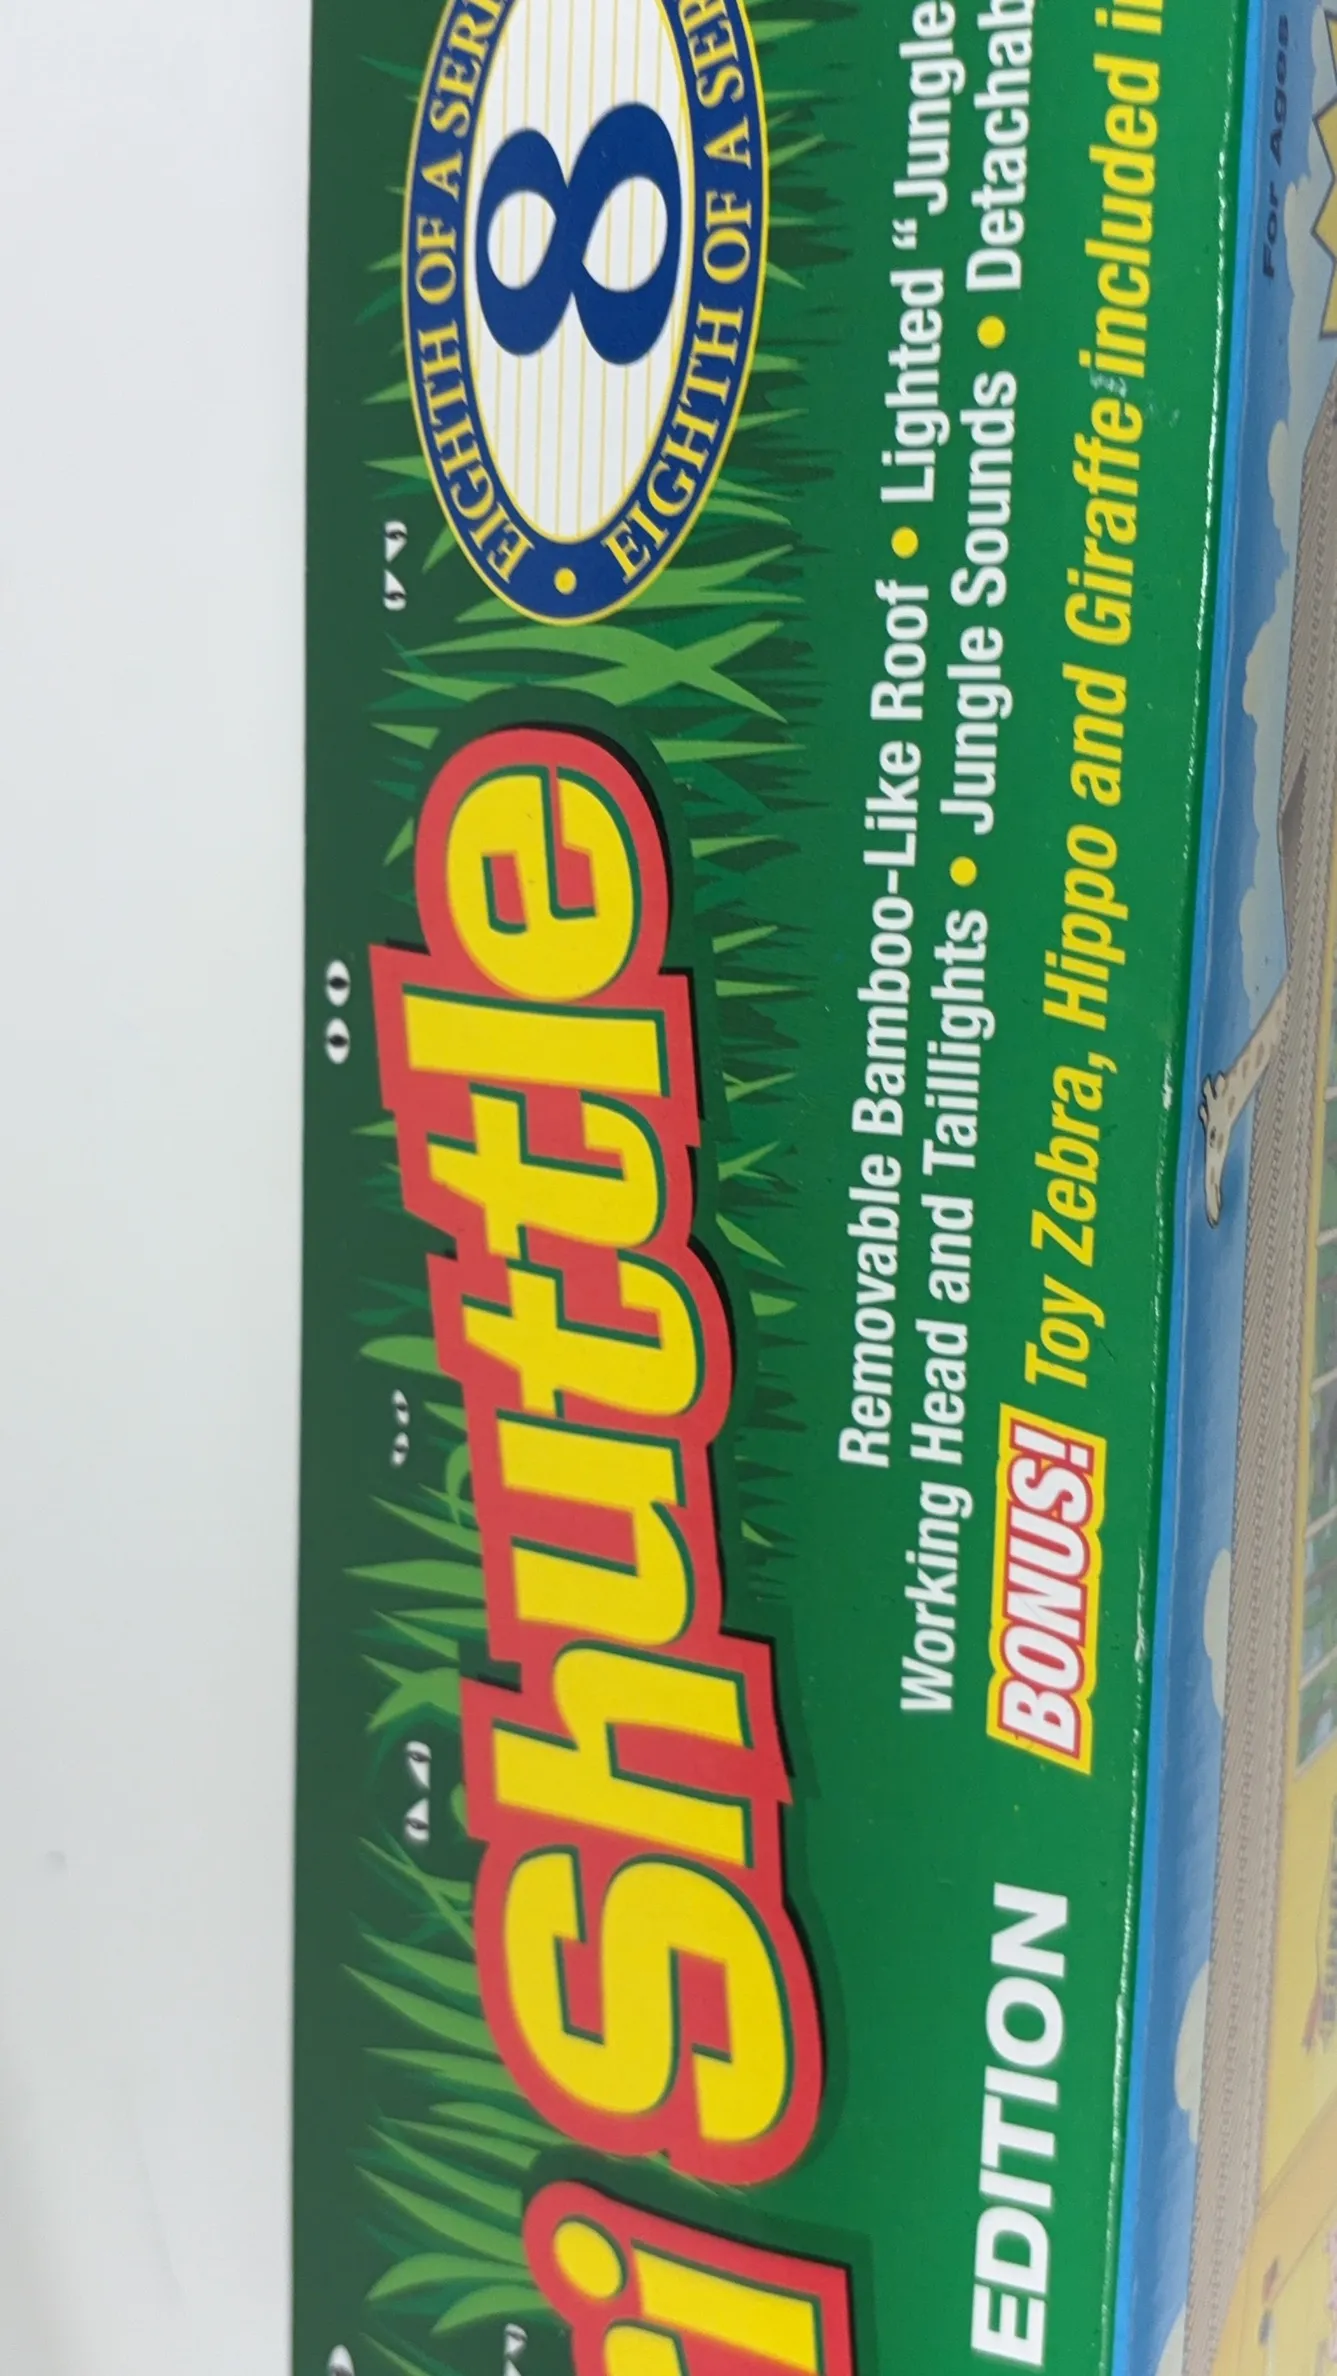 i Shuttle
EIGHTH OF A SERI
8
EIGHTH OF A SER
Removable Bamboo-Like Roof • Lighted “Jungle
Working Head and Taillights • Jungle Sounds • Detachab
EDITION
BONUS! Toy Zebra, Hippo and Giraffe included i
For Ages